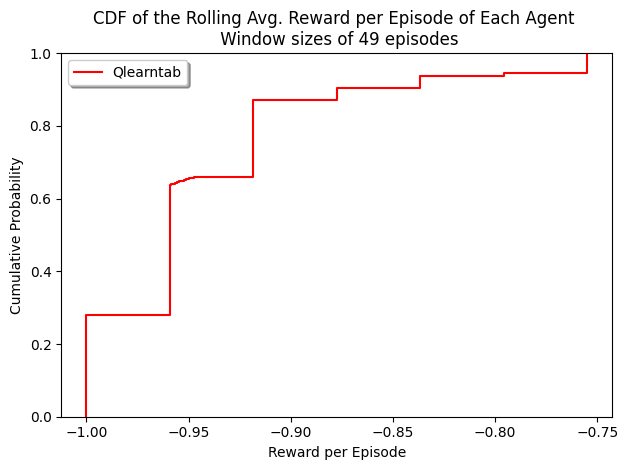 CDF of the Rolling Avg. Reward per Episode of Each Agent
Window sizes of 49 episodes
Qlearntab
Cumulative Probability
1.0
0.8
0.6
0.4
0.2
0.0
−1.00 −0.95 −0.90 −0.85 −0.80 −0.75
Reward per Episode